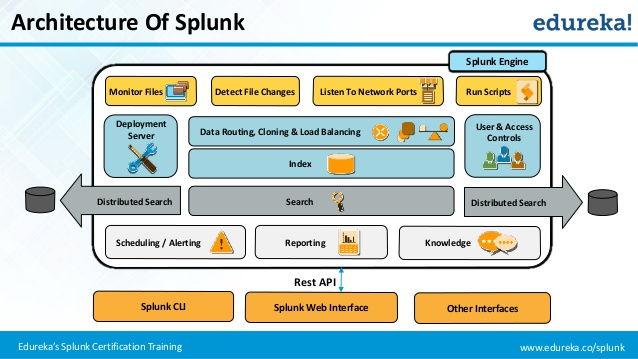 Architecture Of Splunk
edureka!
Splunk Engine
Monitor Files
Detect File Changes
Listen To Network Ports
Run Scripts
Deployment
Server
Data Routing, Cloning & Load Balancing
User & Access
Controls
Index
Distributed Search
Search
Distributed Search
Scheduling / Alerting
Reporting
Knowledge
Rest API
Splunk CLI
Splunk Web Interface
Other Interfaces
Edureka's Splunk Certification Training
www.edureka.co/splunk